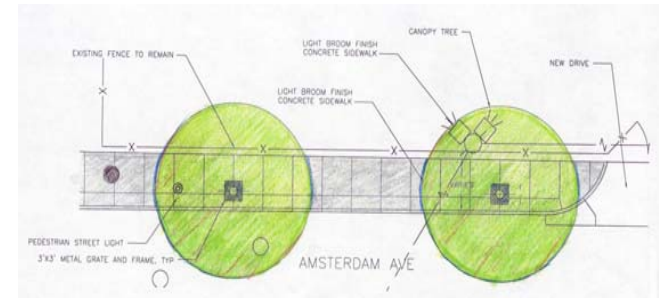 CANOPY TREE
LIGHT BROOM FINISH
CONCRETE SIDEWALK
EXISTING FENCE TO REMAIN
NEW DRIVE
LIGHT BROOM FINISH
CONCRETE SIDEWALK
X
X
X
X
X
PEDESTRIAN STREET LIGHT
3'X3' METAL GRATE AND FRAME, TYP
AMSTERDAM AVE